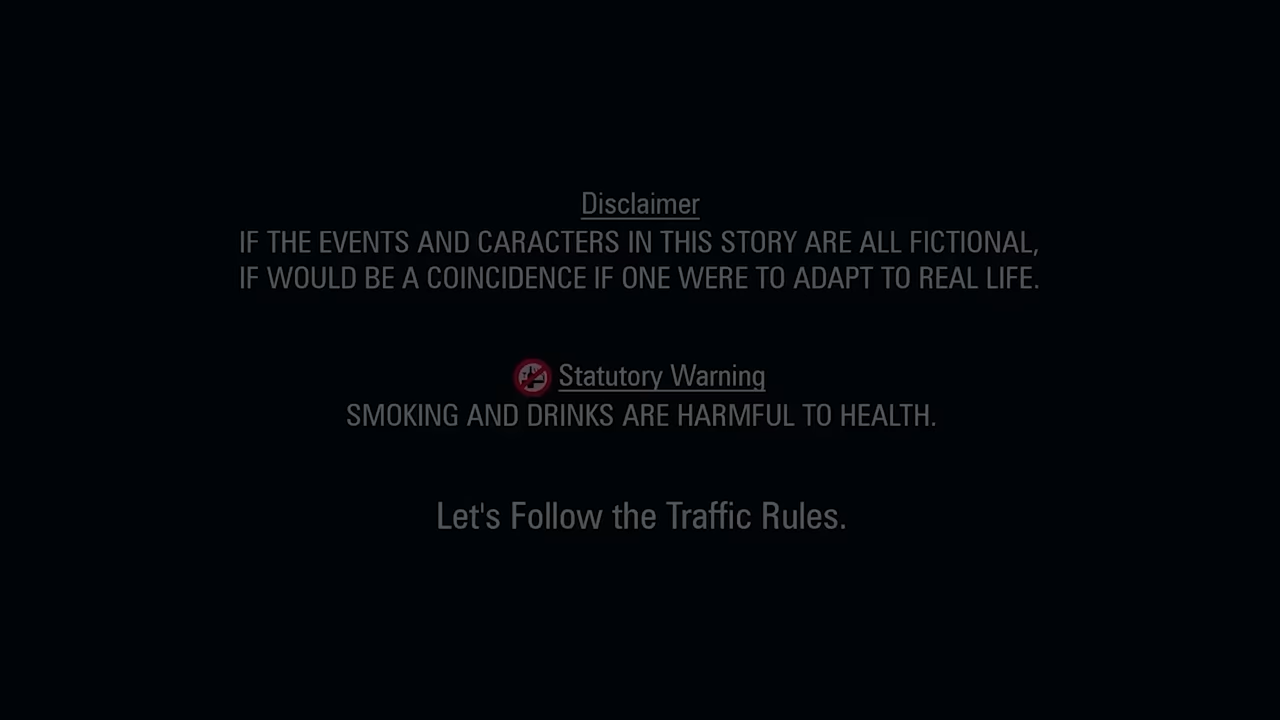 Disclaimer
IF THE EVENTS AND CARACTERS IN THIS STORY ARE ALL FICTIONAL,
IF WOULD BE A COINCIDENCE IF ONE WERE TO ADAPT TO REAL LIFE.
Statutory Warning
SMOKING AND DRINKS ARE HARMFUL TO HEALTH.
Let's Follow the Traffic Rules.